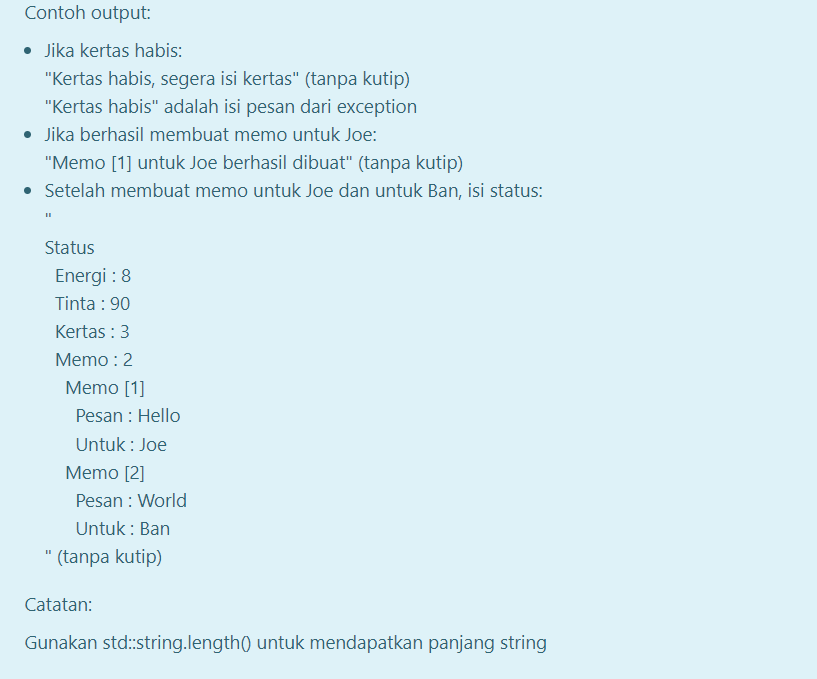 Contoh output:
Jika kertas habis:
"Kertas habis, segera isi kertas" (tanpa kutip)
"Kertas habis" adalah isi pesan dari exception
Jika berhasil membuat memo untuk Joe:
"Memo [1] untuk Joe berhasil dibuat" (tanpa kutip)
Setelah membuat memo untuk Joe dan untuk Ban, isi status:
"
Status
Energi : 8
Tinta : 90
Kertas : 3
Memo : 2
Memo [1]
Pesan : Hello
Untuk : Joe
Memo [2]
Pesan : World
Untuk : Ban
" (tanpa kutip)
Catatan:
Gunakan std::string.length() untuk mendapatkan panjang string